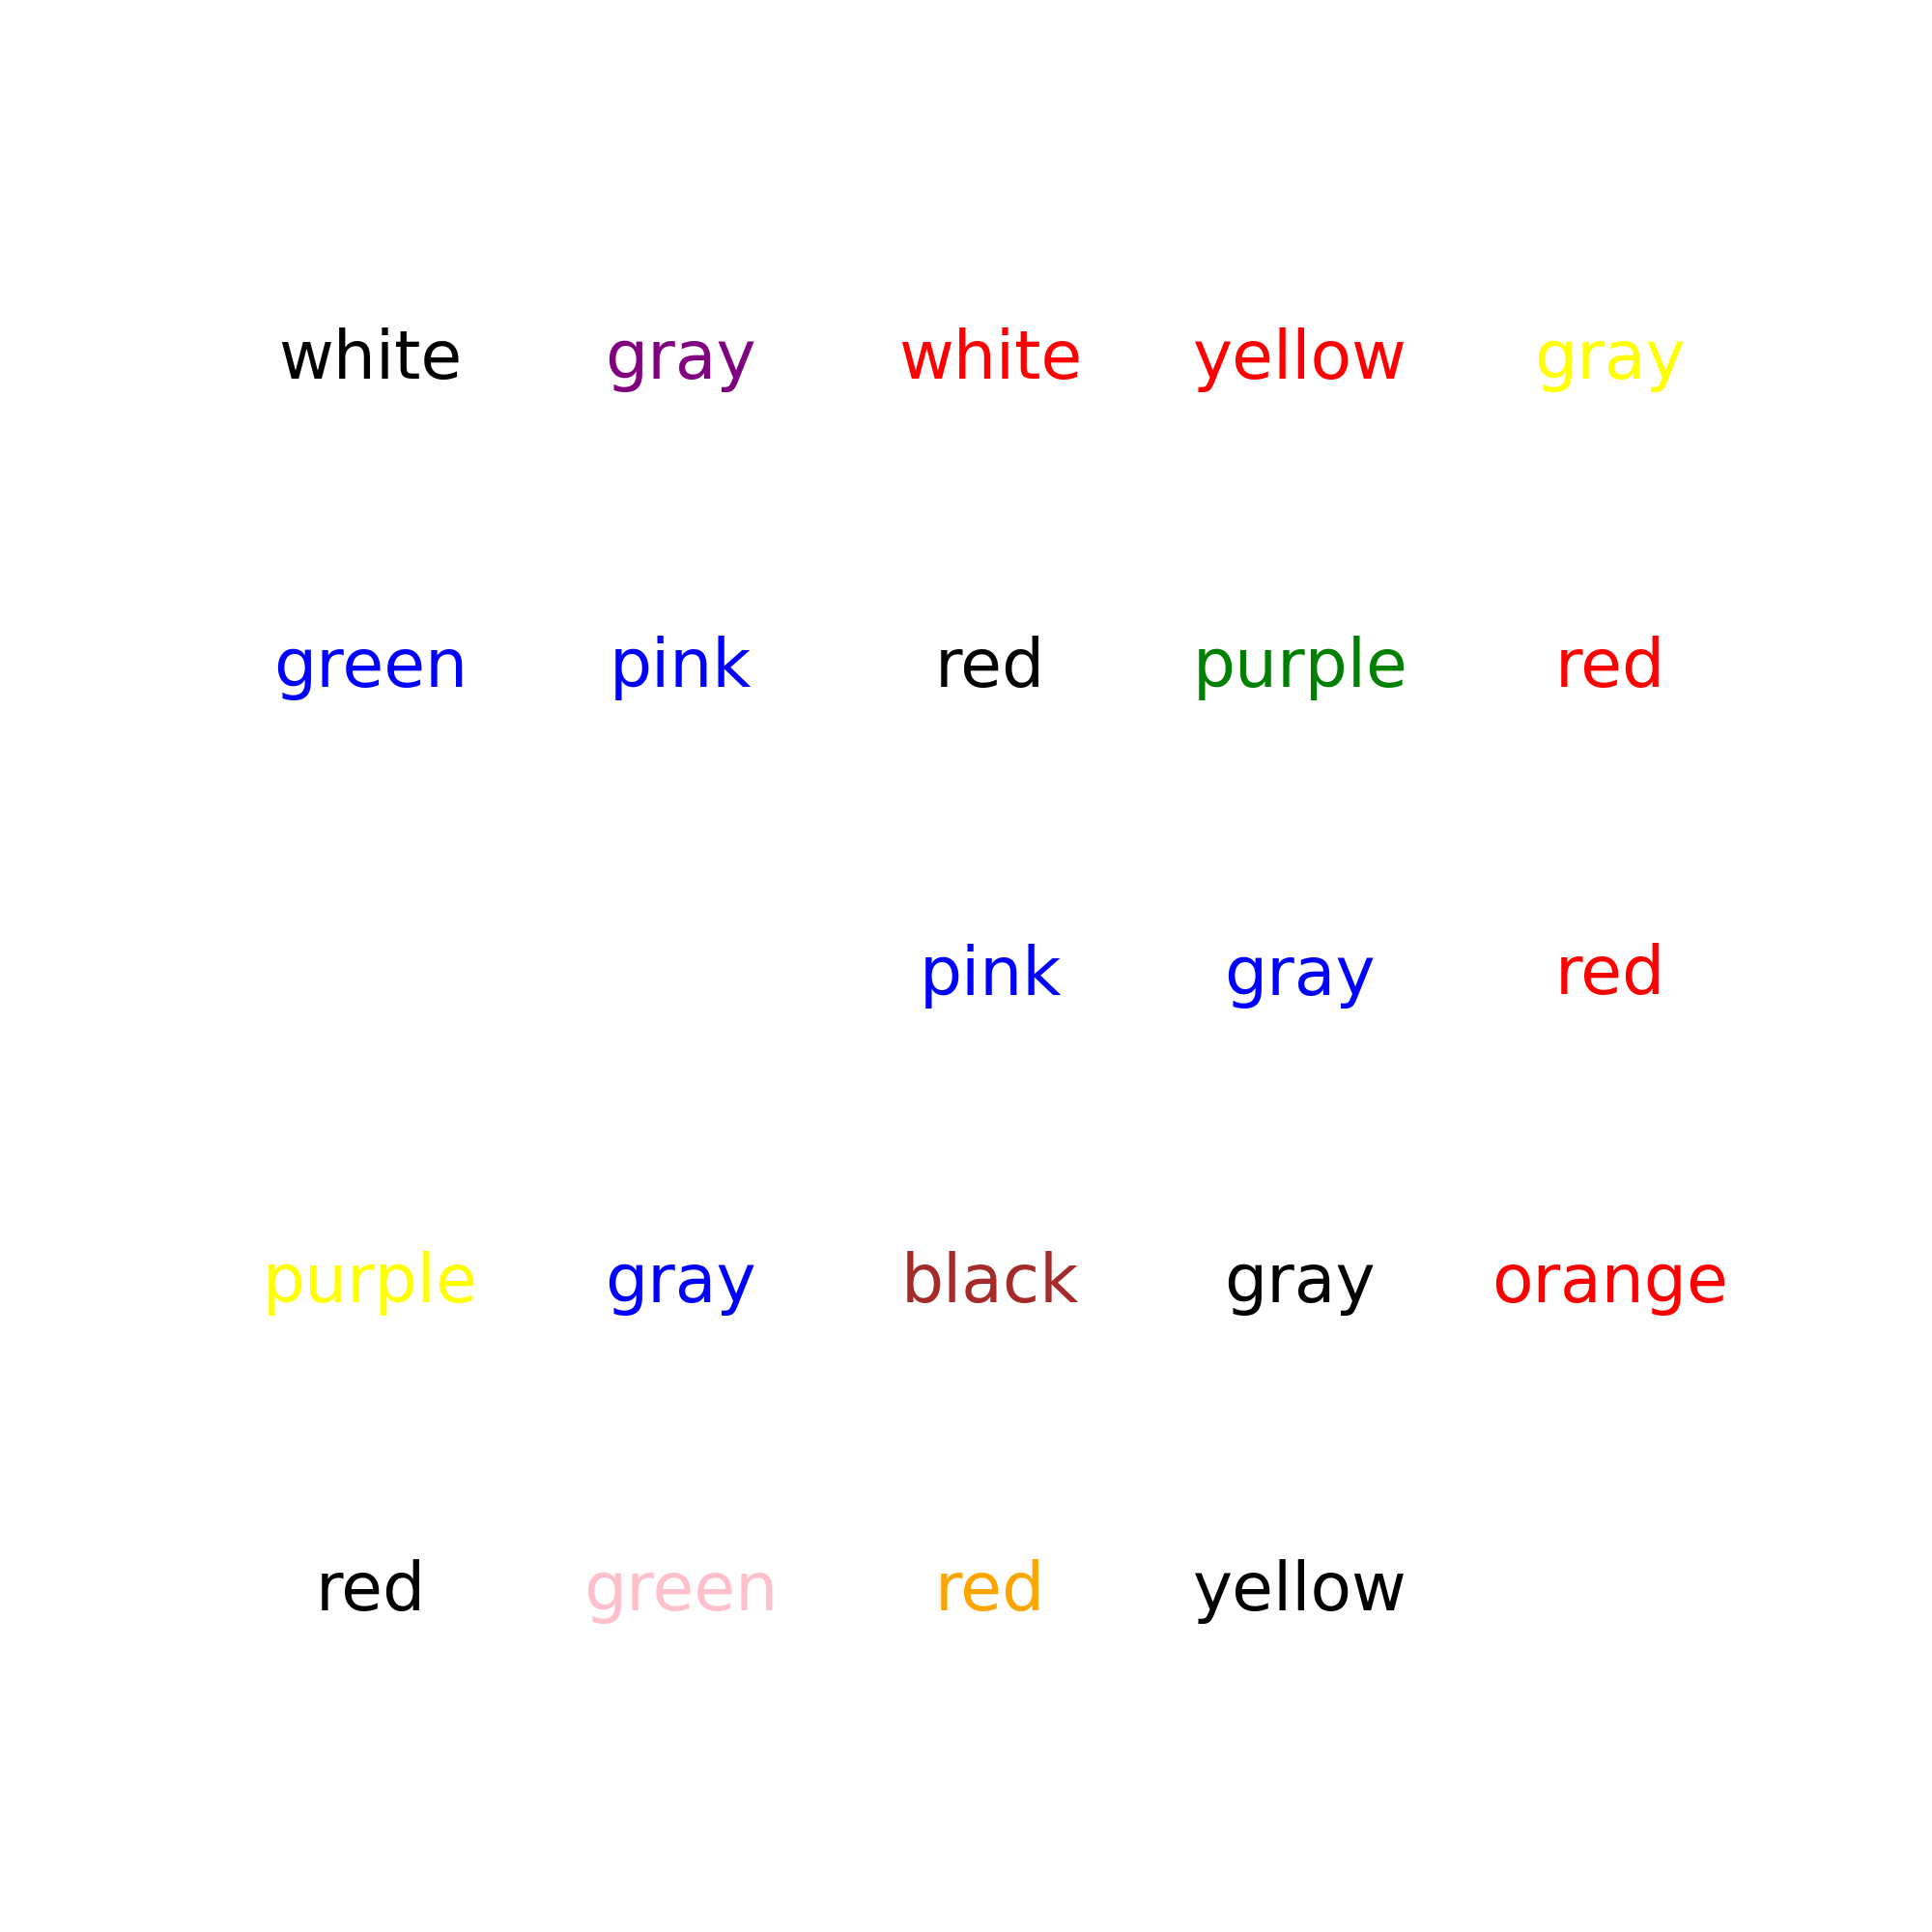 white gray white yellow gray
green pink red purple red
pink gray red
purple gray black gray orange
red green red yellow